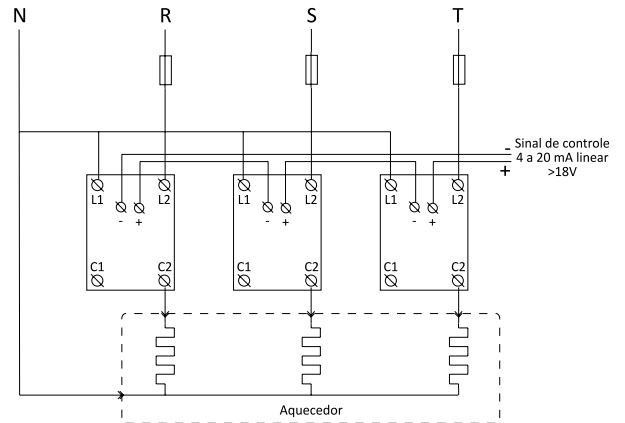 N R S T
-
Sinal de controle
4 a 20 mA linear
+
>18V
L1 L2 L1 L2 L1 L2
- + - + - +
C1 C2 C1 C2 C1 C2
Aquecedor